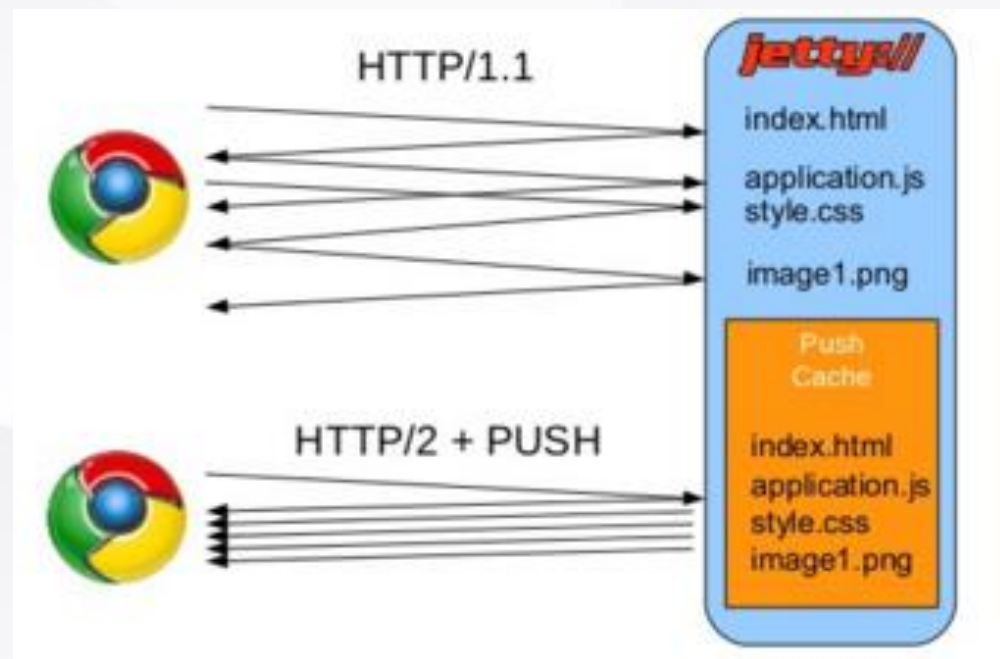 HTTP/1.1
jetty://
index.html
application.js
style.css
image1.png
Push
Cache
HTTP/2 + PUSH
index.html
application.js
style.css
image1.png